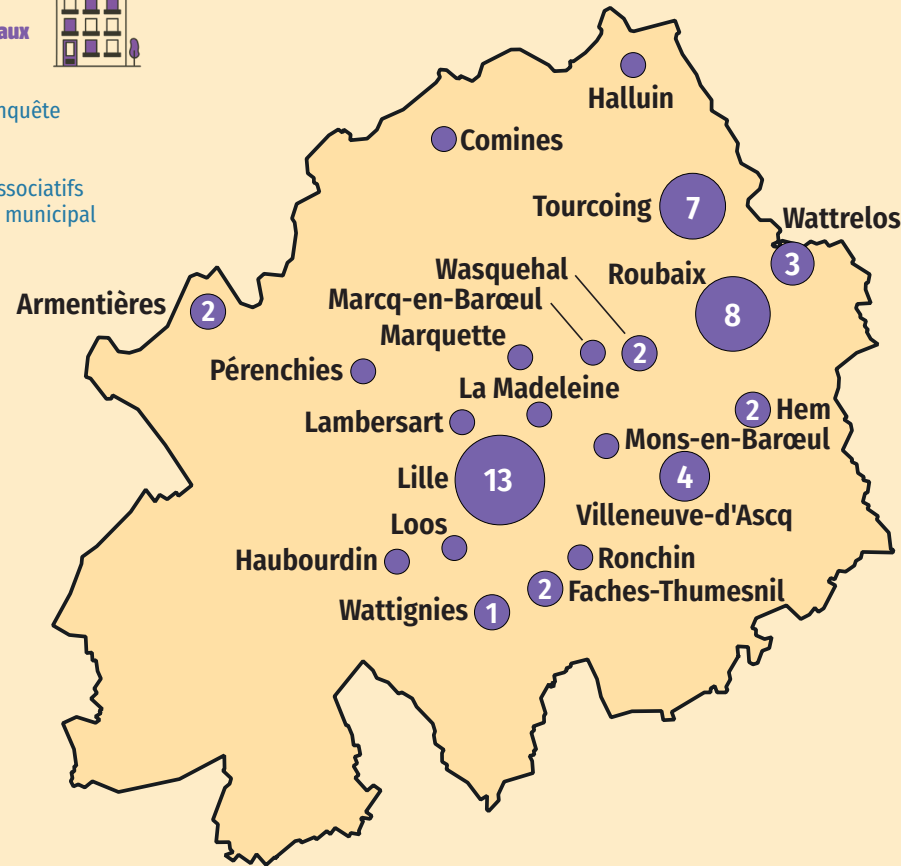 aux
nquête
ssociatifs
municipal
Halluin
Comines
Tourcoing
7
Wattrelos
3
Wasquehal
Roubaix
Marcq-en-Barœul
8
Armentières
2
Marquette
2
Pérenchies
La Madeleine
2
Hem
Lambersart
Mons-en-Barœul
Lille
13
4
Villeneuve-d'Ascq
Loos
Haubourdin
Ronchin
2
Faches-Thumesnil
Wattignies
1